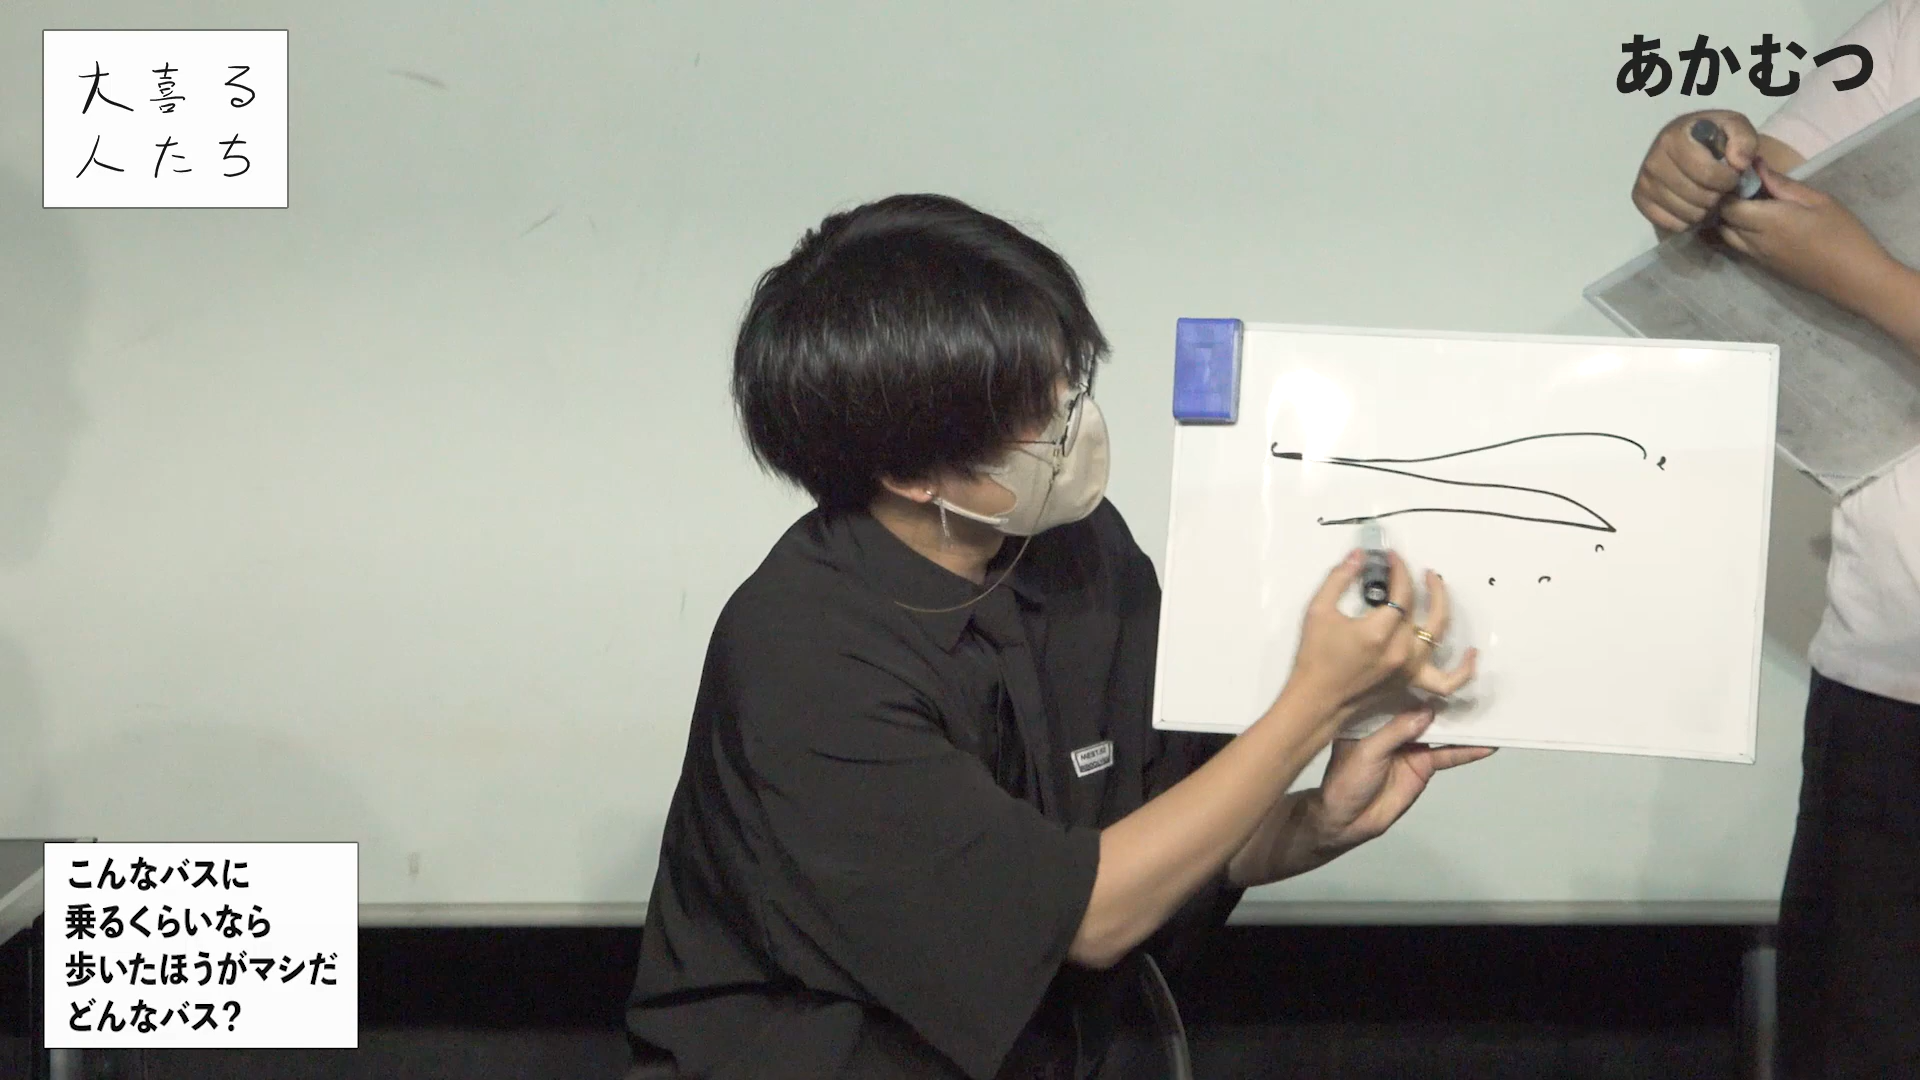 大喜る
人たち
あかむつ
こんなバスに
乗るくらいなら
歩いたほうがマシだ
どんなバス?